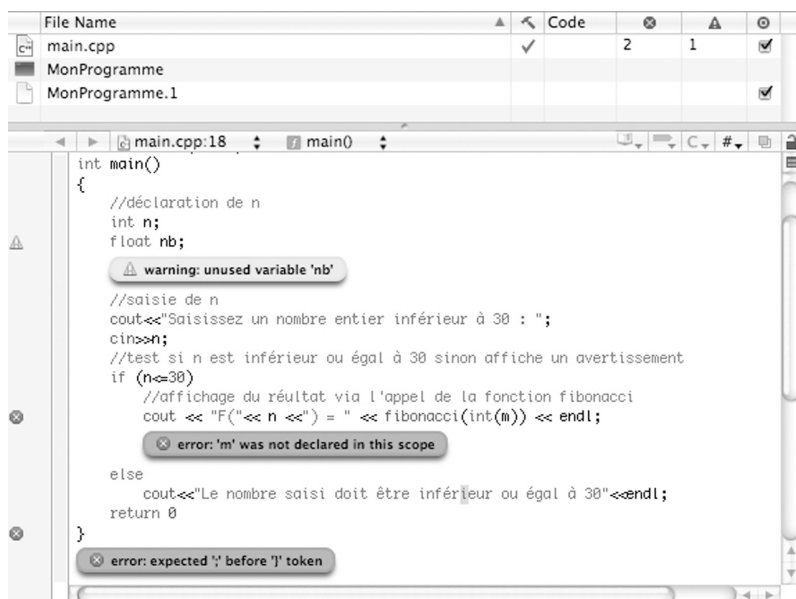 File Name Code
main.cpp 2 1
MonProgramme
MonProgramme.1
main.cpp:18 main() C #
int main()
{
//déclaration de n
int n;
float nb;
warning: unused variable 'nb'
//saisie de n
cout<<"Saisissez un nombre entier inférieur à 30 : ";
cin>>n;
//test si n est inférieur ou égal à 30 sinon affiche un avertissement
if (n<=30)
//affichage du réultat via l'appel de la fonction fibonacci
cout << "F("<< n <<") = " << fibonacci(int(m)) << endl;
error: 'm' was not declared in this scope
else
cout<<"Le nombre saisi doit être inférieur ou égal à 30"<<endl;
return 0
}
error: expected ';' before '}' token